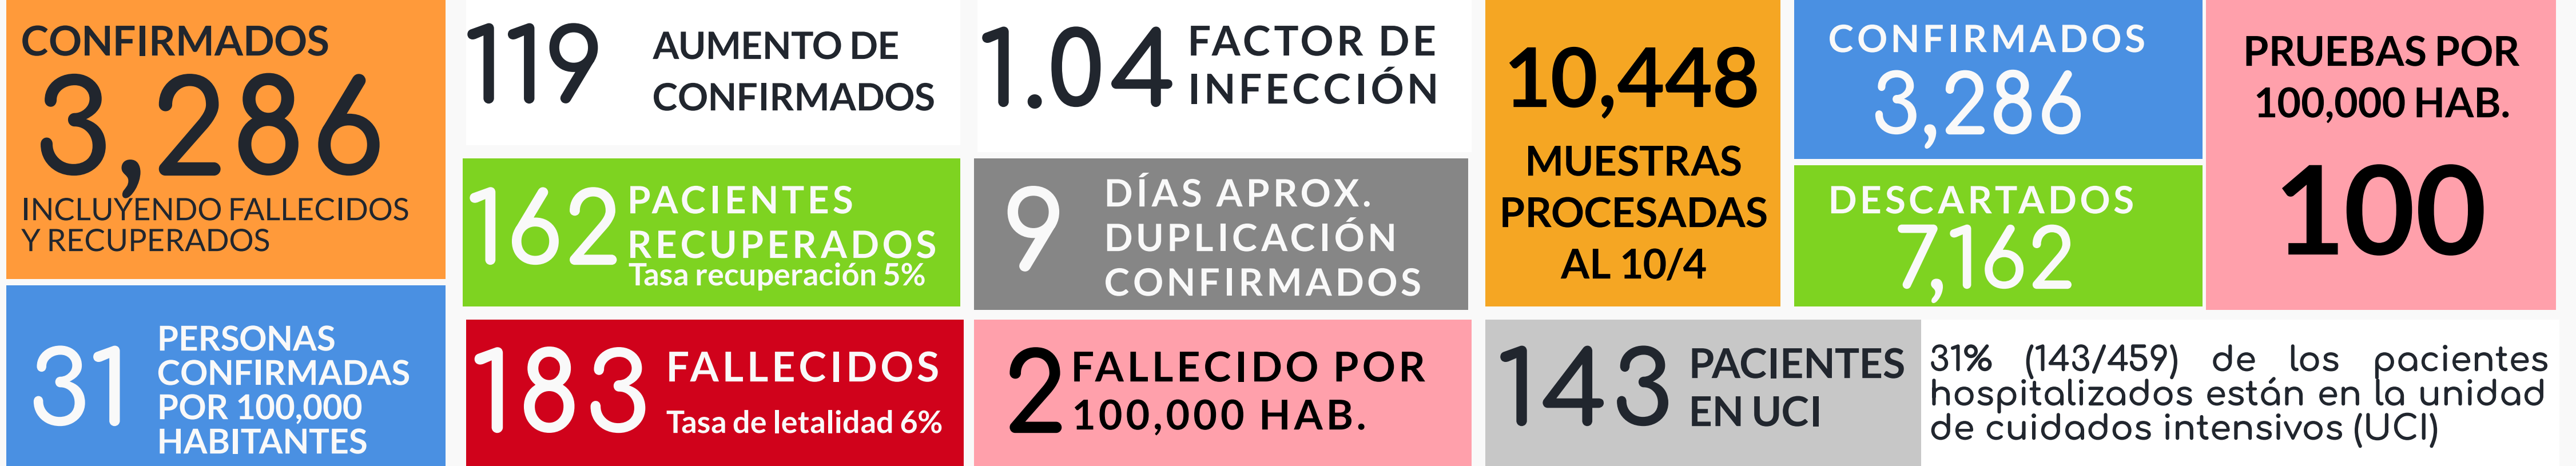 CONFIRMADOS
3,286
INCLUYENDO FALLECIDOS
Y RECUPERADOS
31
PERSONAS
CONFIRMADAS
POR 100,000
HABITANTES
119
AUMENTO DE
CONFIRMADOS
162
PACIENTES
RECUPERADOS
Tasa recuperación 5%
183
FALLECIDOS
Tasa de letalidad 6%
1.04
FACTOR DE
INFECCIÓN
9
DÍAS APROX.
DUPLICACIÓN
CONFIRMADOS
2
FALLECIDO POR
100,000 HAB.
10,448
MUESTRAS
PROCESADAS
AL 10/4
CONFIRMADOS
3,286
DESCARTADOS
7,162
PRUEBAS POR
100,000 HAB.
100
143
PACIENTES
EN UCI
31% (143/459) de los pacientes
hospitalizados están en la unidad
de cuidados intensivos (UCI)